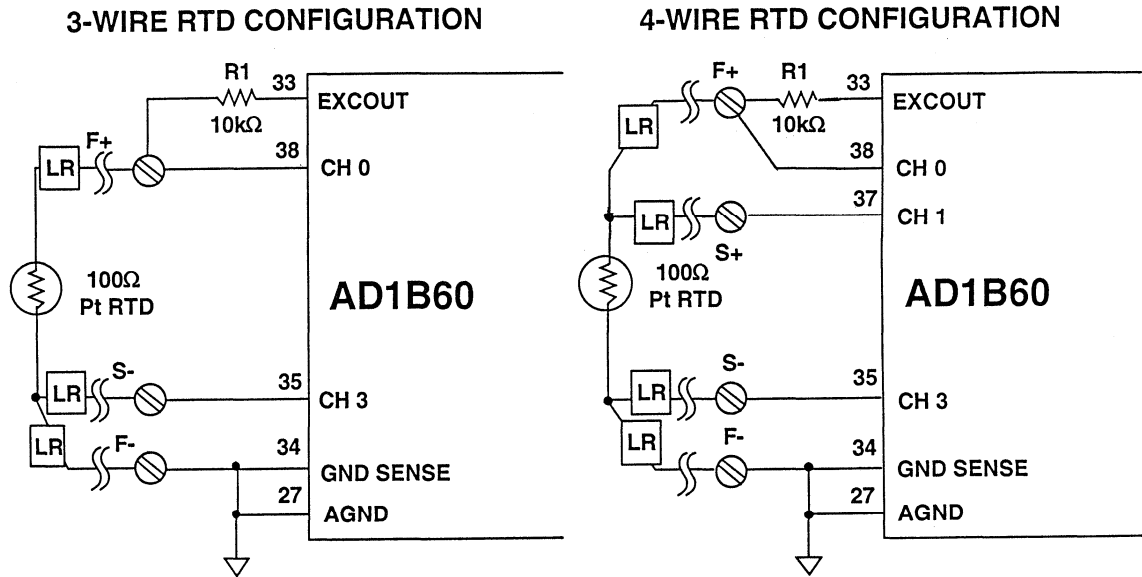 3-WIRE RTD CONFIGURATION
R1
33
EXCOUT
10kΩ
F+
38
LR
CH 0
100Ω
Pt RTD
AD1B60
S-
35
LR
CH 3
LR
F-
34
GND SENSE
27
AGND
4-WIRE RTD CONFIGURATION
F+
R1
33
EXCOUT
LR
10kΩ
38
CH 0
37
LR
CH 1
S+
100Ω
Pt RTD
AD1B60
S-
35
LR
CH 3
LR
F-
34
GND SENSE
27
AGND